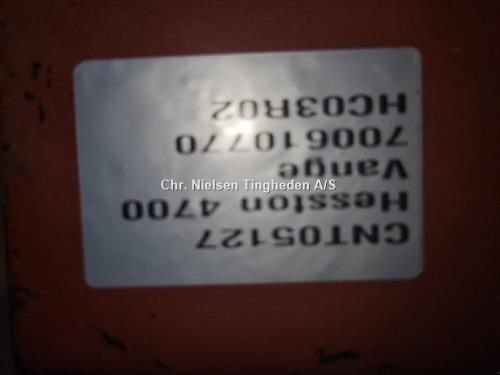 CNT05127
Hesston 4700
Vange
700610770
HC03R02
Chr. Nielsen Tingheden A/S